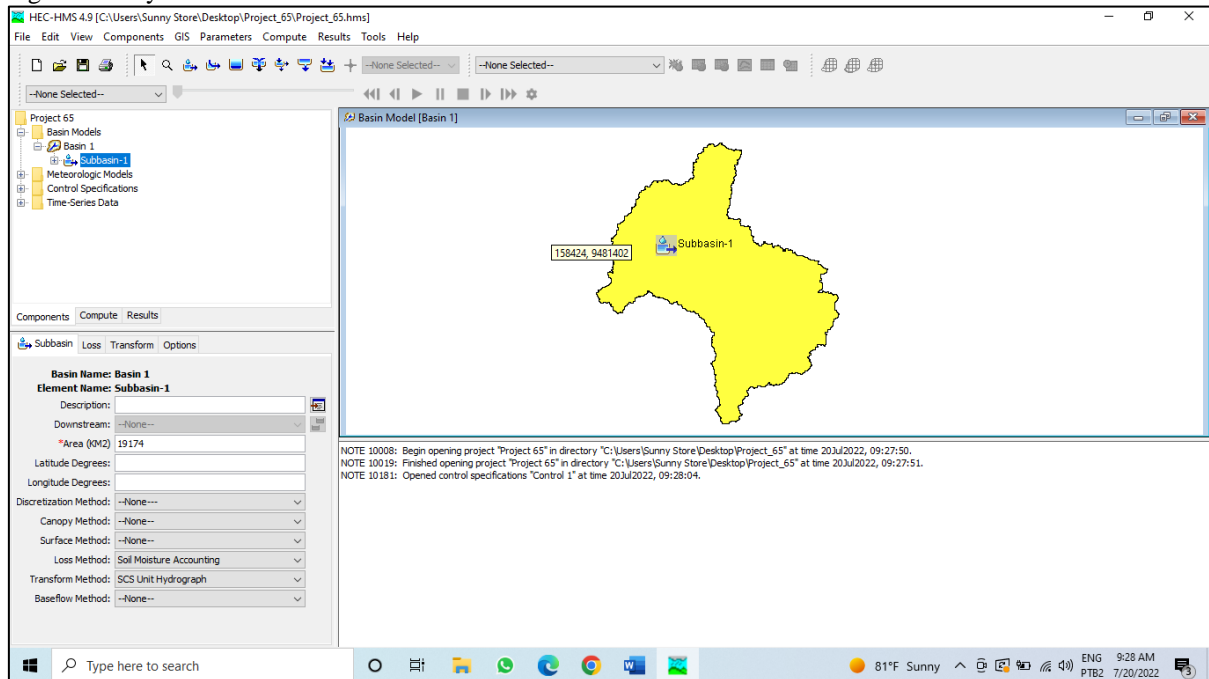 HEC-HMS 4.9 [C:\Users\Sunny Store\Desktop\Project_65\Project_65.hms]
File Edit View Components GIS Parameters Compute Results Tools Help
--None Selected-- --None Selected--
--None Selected--
Project 65
Basin Models
Basin 1
Subbasin-1
Meteorologic Models
Control Specifications
Time-Series Data
Components Compute Results
Subbasin Loss Transform Options
Basin Name: Basin 1
Element Name: Subbasin-1
Description:
Downstream: --None--
*Area (KM2) 19174
Latitude Degrees:
Longitude Degrees:
Discretization Method: --None---
Canopy Method: --None--
Surface Method: --None--
Loss Method: Soil Moisture Accounting
Transform Method: SCS Unit Hydrograph
Baseflow Method: --None--
Basin Model [Basin 1]
Subbasin-1
158424, 9481402
NOTE 10008: Begin opening project "Project 65" in directory "C:\Users\Sunny Store\Desktop\Project_65" at time 20Jul2022, 09:27:50.
NOTE 10019: Finished opening project "Project 65" in directory "C:\Users\Sunny Store\Desktop\Project_65" at time 20Jul2022, 09:27:51.
NOTE 10181: Opened control specifications "Control 1" at time 20Jul2022, 09:28:04.
Type here to search
81°F Sunny
ENG 9:28 AM
PTB2 7/20/2022
3